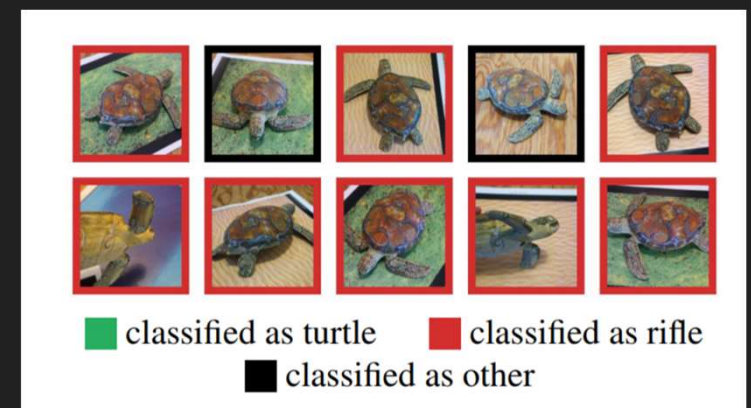 classified as turtle classified as rifle
classified as other